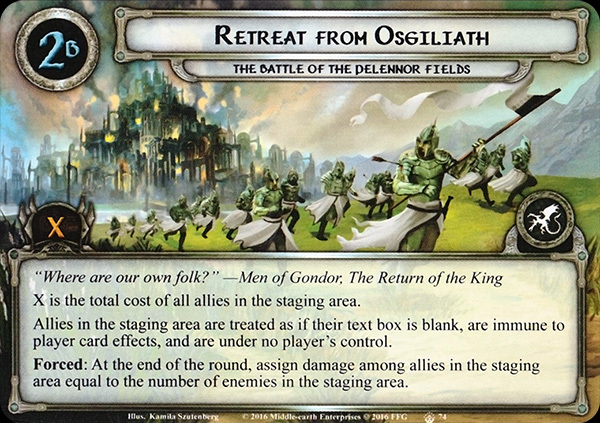 2B
Retreat from Osgiliath
The Battle of the Pelennor Fields
X
“Where are our own folk?” —Men of Gondor, The Return of the King
X is the total cost of all allies in the staging area.
Allies in the staging area are treated as if their text box is blank, are immune to
player card effects, and are under no player's control.
Forced: At the end of the round, assign damage among allies in the staging
area equal to the number of enemies in the staging area.
Illus. Kamila Szutenberg © 2016 Middle-earth Enterprises © 2016 FFG 74